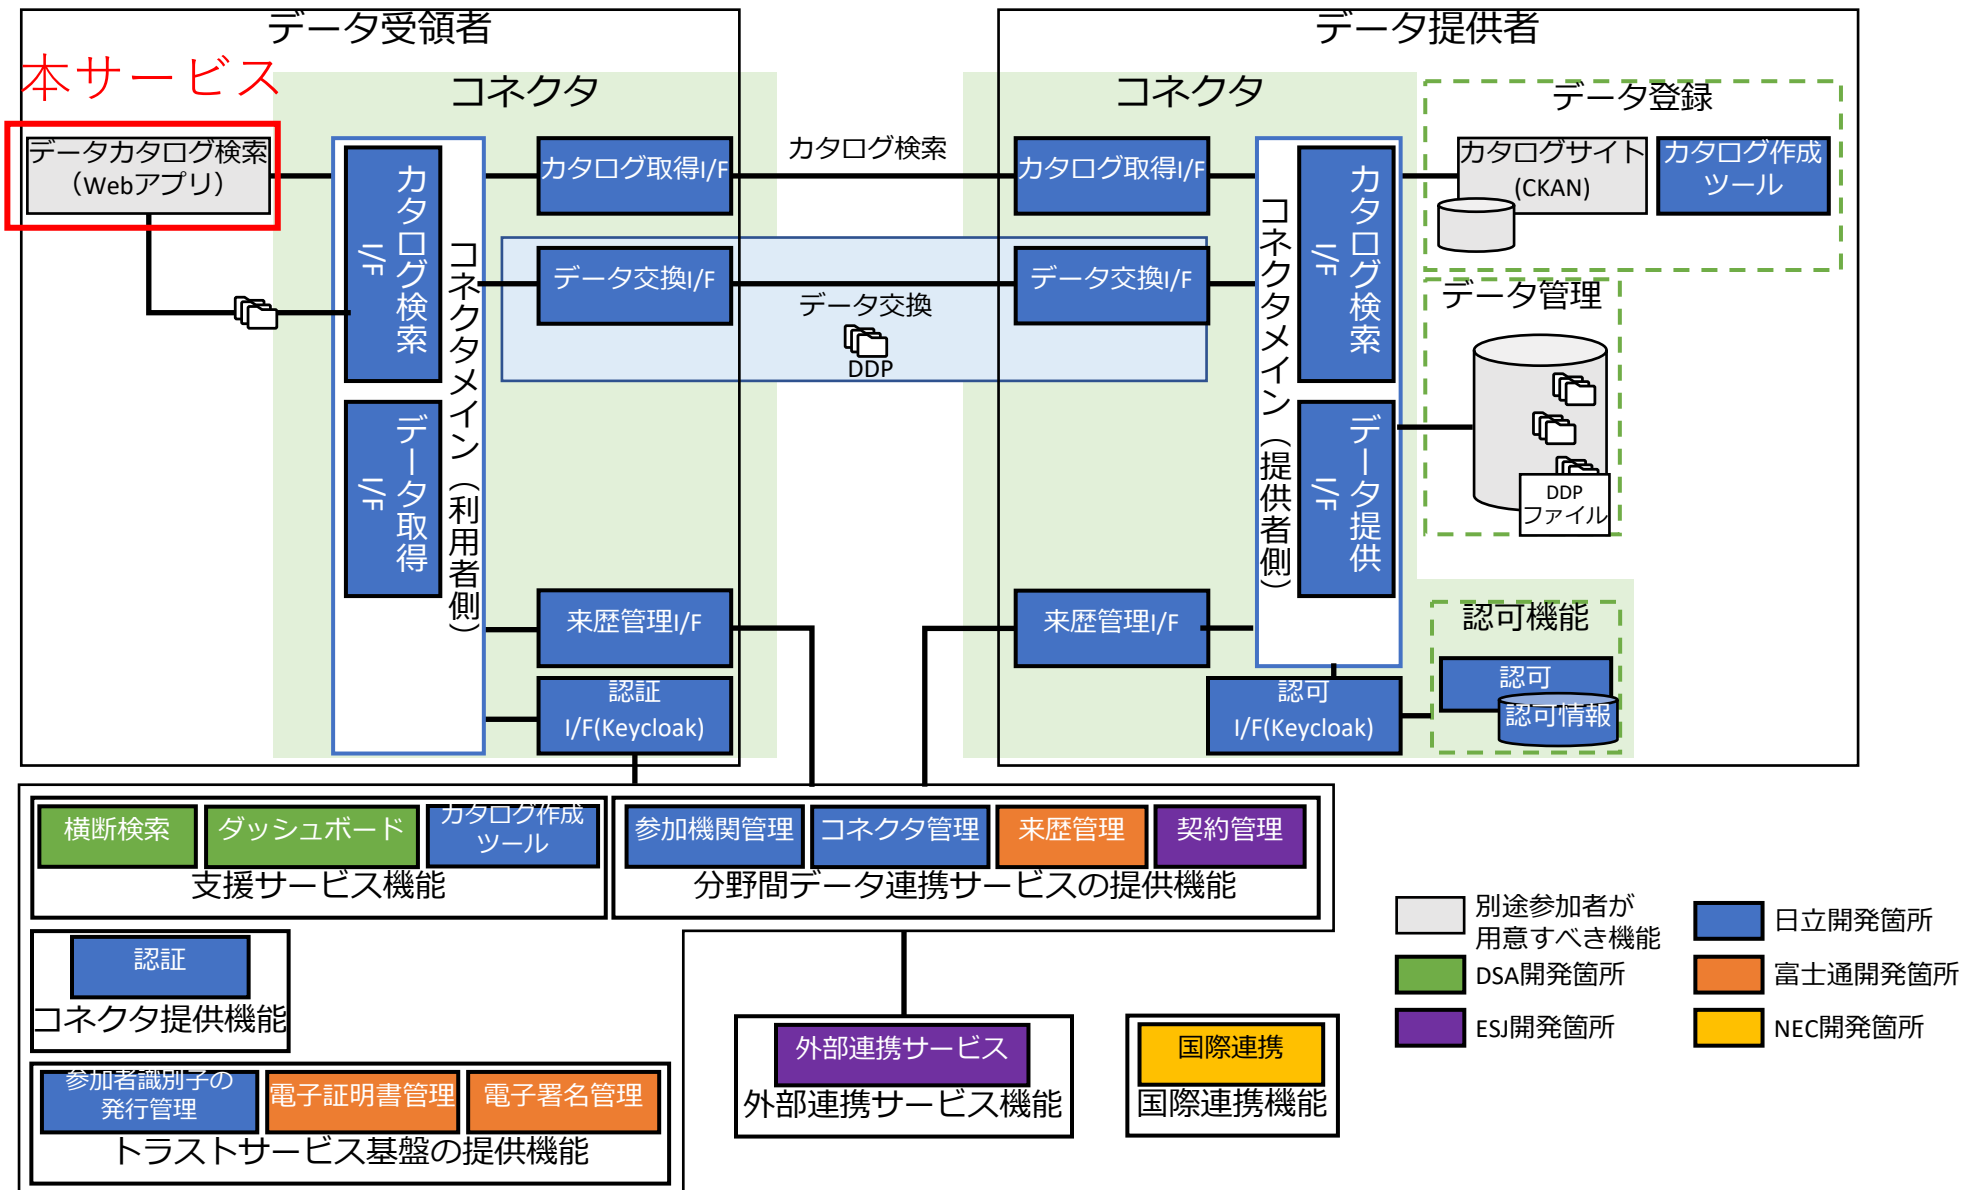 データ受領者
データ提供者
本サービス
コネクタ
コネクタ
データ登録
データカタログ検索
（Webアプリ）
カタログ検索
I/F
カタログ取得I/F
カタログ検索
カタログ取得I/F
カタログ検索
I/F
カタログサイト
(CKAN)
カタログ作成
ツール
コネクタメイン（利用者側）
データ交換I/F
データ交換
DDP
データ交換I/F
コネクタメイン（提供者側）
データ管理
データ取得
I/F
データ提供
I/F
DDP
ファイル
来歴管理I/F
来歴管理I/F
認可機能
認証
I/F(Keycloak)
認可
I/F(Keycloak)
認可
認可情報
横断検索
ダッシュボード
カタログ作成
ツール
支援サービス機能
参加機関管理
コネクタ管理
来歴管理
契約管理
分野間データ連携サービスの提供機能
認証
コネクタ提供機能
参加者識別子の
発行管理
電子証明書管理
電子署名管理
トラストサービス基盤の提供機能
外部連携サービス
外部連携サービス機能
国際連携
国際連携機能
別途参加者が
用意すべき機能
日立開発箇所
DSA開発箇所
富士通開発箇所
ESJ開発箇所
NEC開発箇所